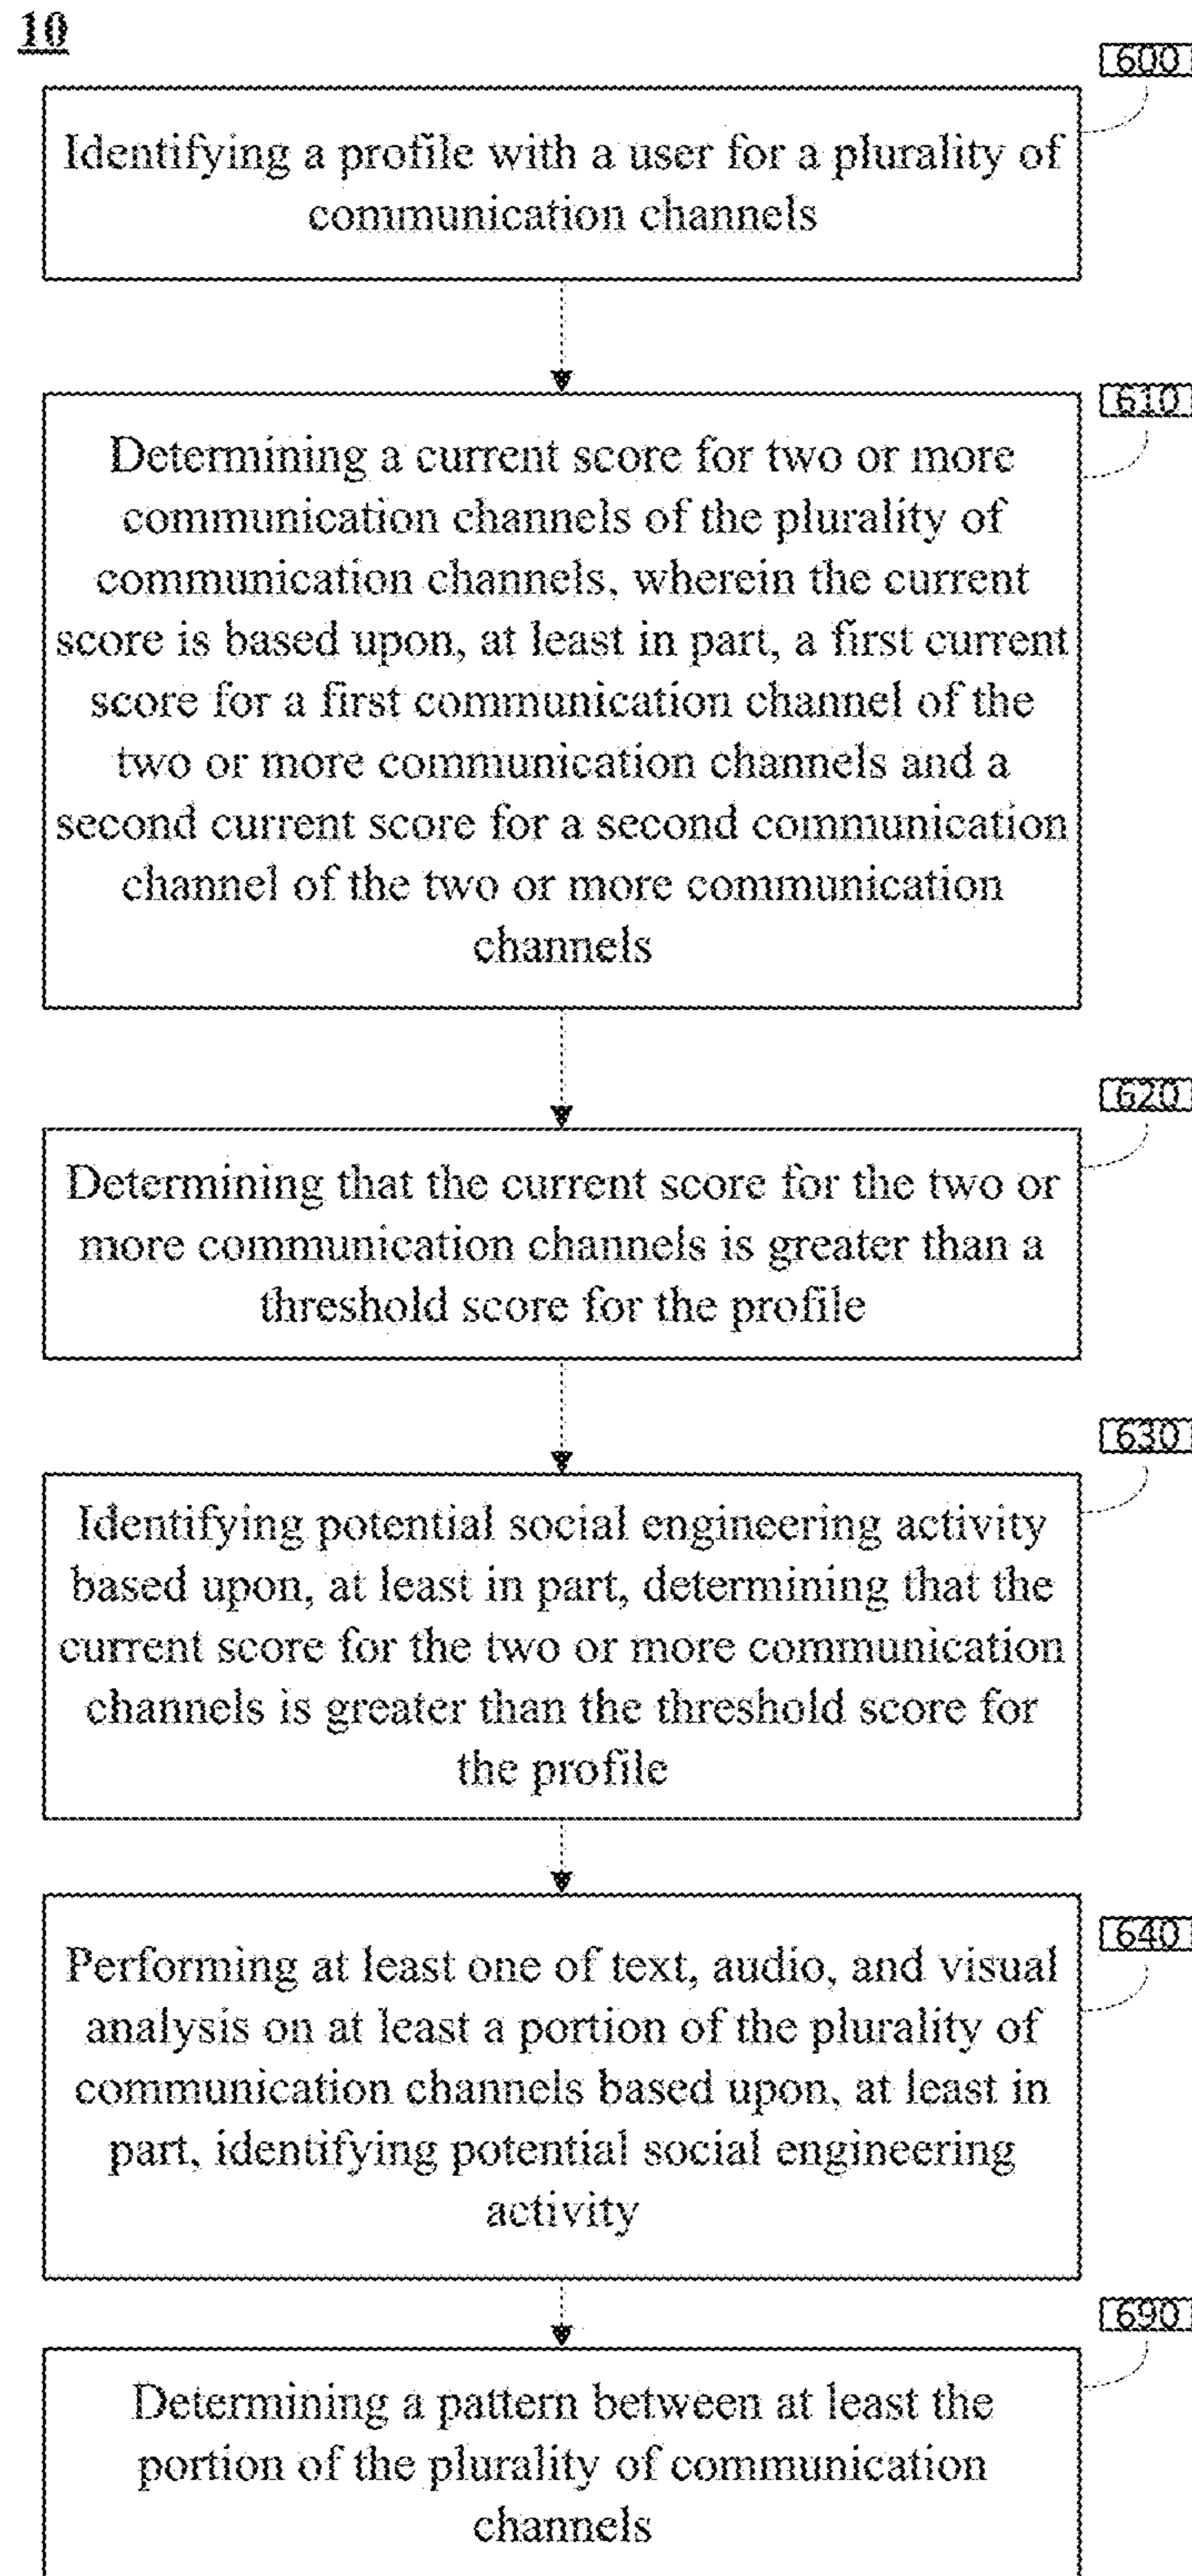 10
600
Identifying a profile with a user for a plurality of
communication channels
610
Determining a current score for two or more
communication channels of the plurality of
communication channels, wherein the current
score is based upon, at least in part, a first current
score for a first communication channel of the
two or more communication channels and a
second current score for a second communication
channel of the two or more communication
channels
620
Determining that the current score for the two or
more communication channels is greater than a
threshold score for the profile
630
Identifying potential social engineering activity
based upon, at least in part, determining that the
current score for the two or more communication
channels is greater than the threshold score for
the profile
640
Performing at least one of text, audio, and visual
analysis on at least a portion of the plurality of
communication channels based upon, at least in
part, identifying potential social engineering
activity
690
Determining a pattern between at least the
portion of the plurality of communication
channels